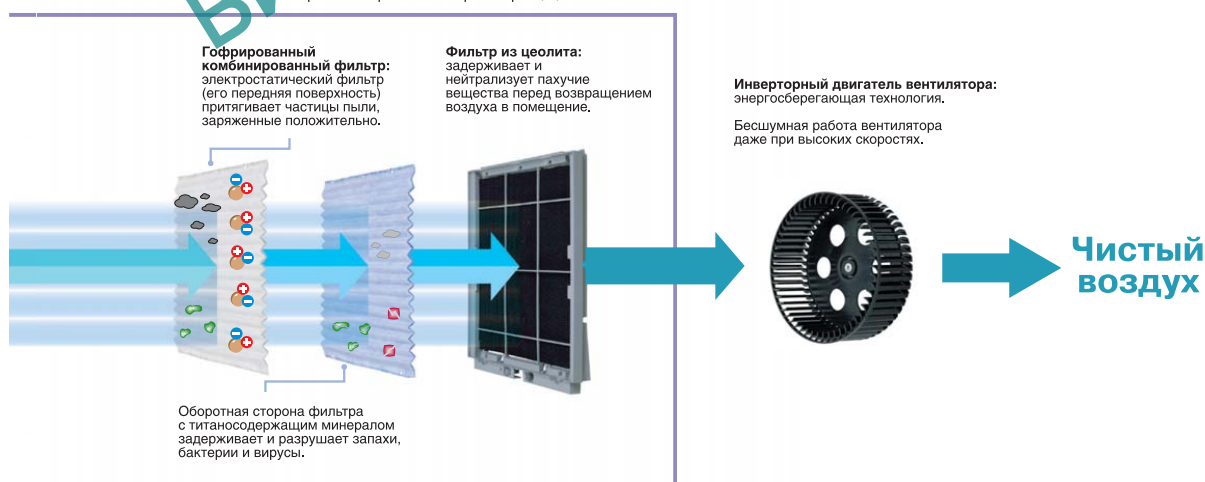 Гофрированный
комбинированный фильтр:
электростатический фильтр
(его передняя поверхность)
притягивает частицы пыли,
заряженные положительно.
Фильтр из цеолита:
задерживает и
нейтрализует пахучие
вещества перед возвращением
воздуха в помещение.
Инверторный двигатель вентилятора:
энергосберегающая технология.
Бесшумная работа вентилятора
даже при высоких скоростях.
Чистый
воздух
Оборотная сторона фильтра
с титаносодержащим минералом
задерживает и разрушает запахи,
бактерии и вирусы.